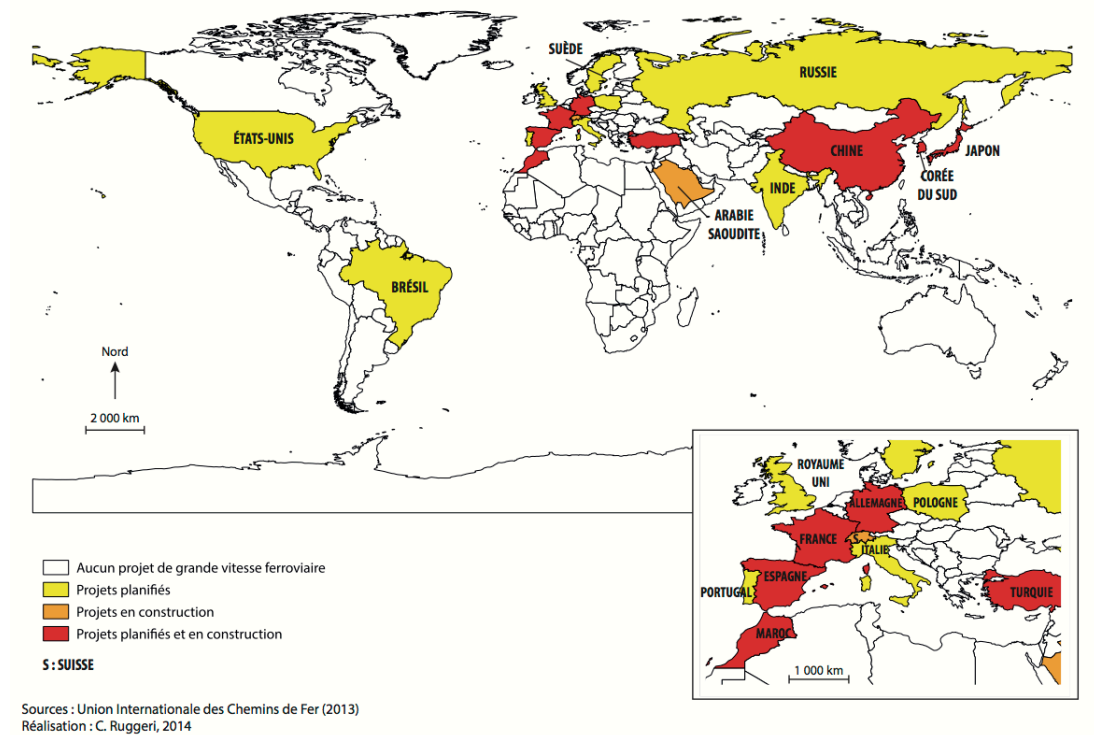 SUÈDE
RUSSIE
ÉTATS-UNIS
CHINE
JAPON
CORÉE
DU SUD
INDE
ARABIE
SAOUDITE
BRÉSIL
Nord
2 000 km
ROYAUME
UNI
ALLEMAGNE
POLOGNE
FRANCE
S
ITALIE
ESPAGNE
PORTUGAL
TURQUIE
MAROC
1 000 km
Aucun projet de grande vitesse ferroviaire
Projets planifiés
Projets en construction
Projets planifiés et en construction
S : SUISSE
Sources : Union Internationale des Chemins de Fer (2013)
Réalisation : C. Ruggeri, 2014